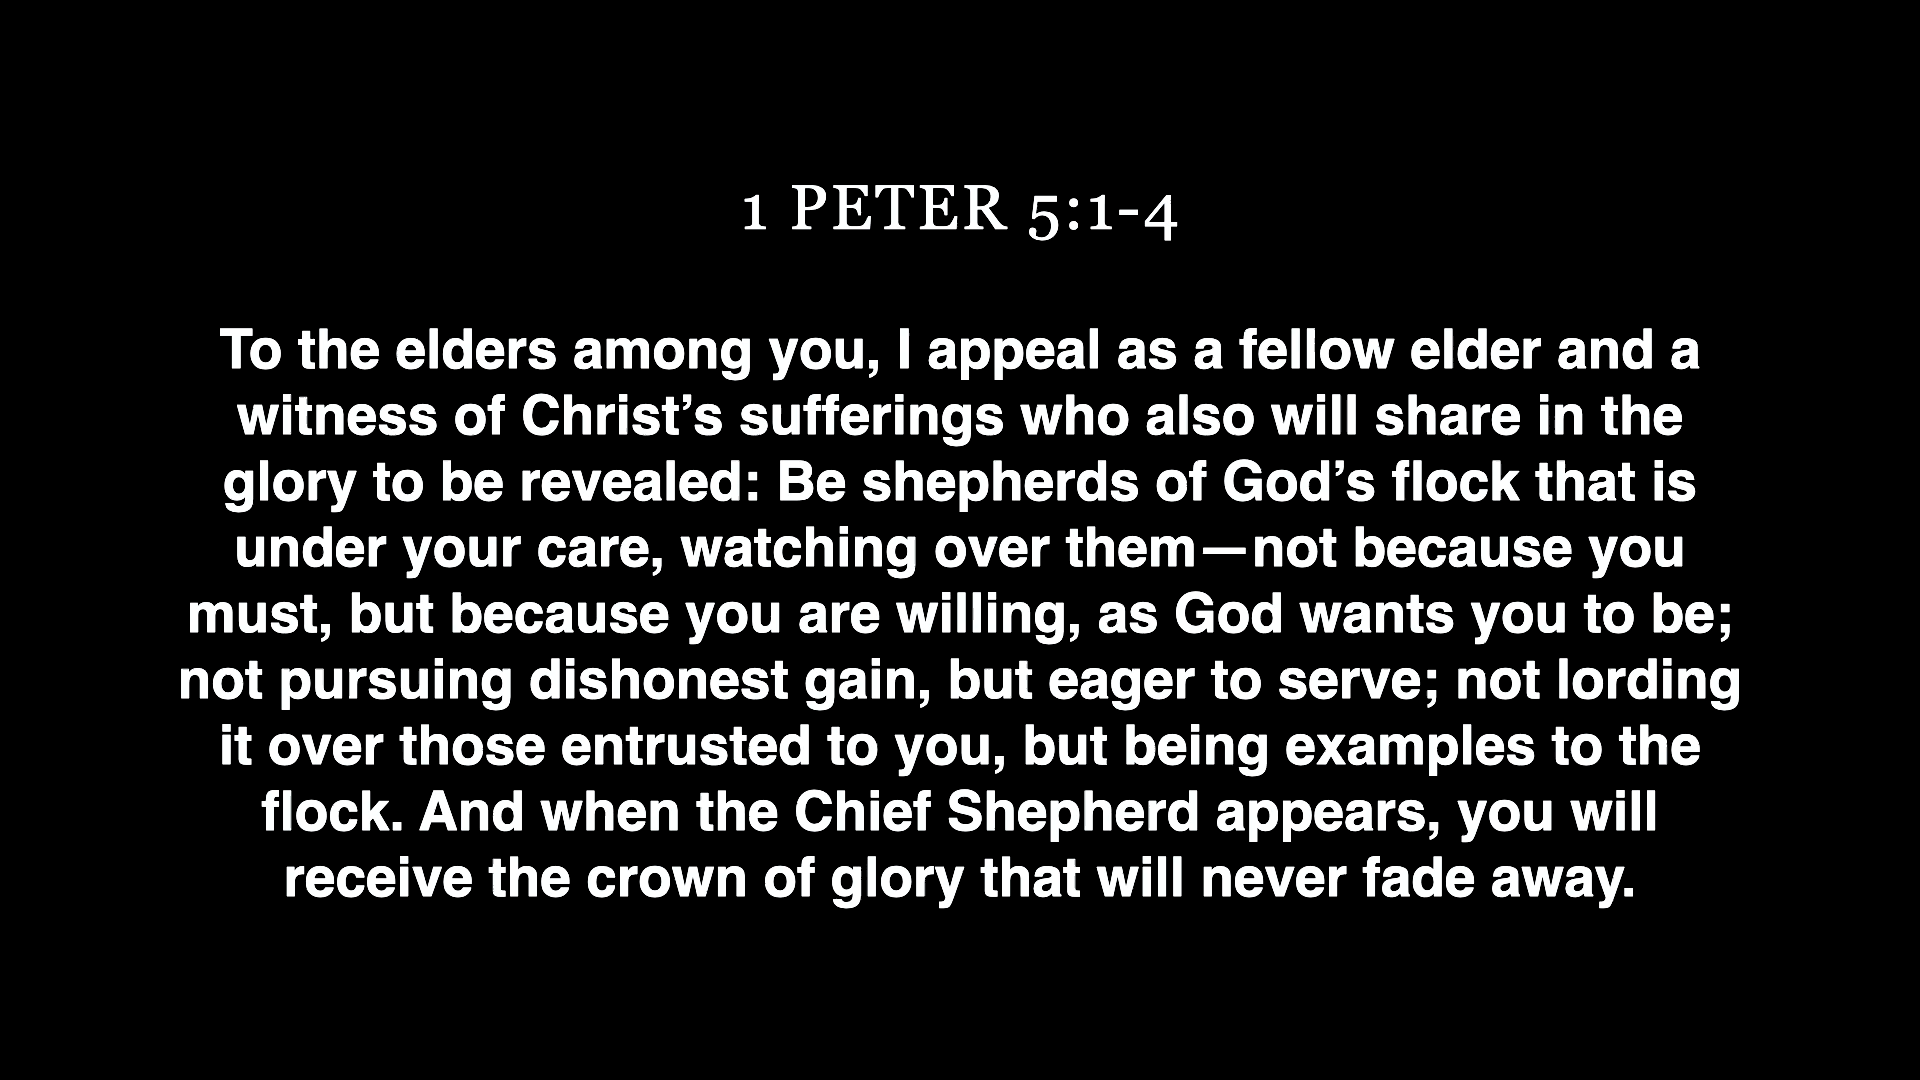 1 PETER 5:1-4
To the elders among you, I appeal as a fellow elder and a
witness of Christ’s sufferings who also will share in the
glory to be revealed: Be shepherds of God’s flock that is
under your care, watching over them—not because you
must, but because you are willing, as God wants you to be;
not pursuing dishonest gain, but eager to serve; not lording
it over those entrusted to you, but being examples to the
flock. And when the Chief Shepherd appears, you will
receive the crown of glory that will never fade away.